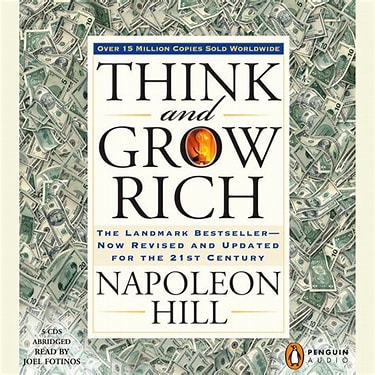 OVER 15 MILLION COPIES SOLD WORLDWIDE
THINK
and
GROW
RICH
THE LANDMARK BESTSELLER—
NOW REVISED AND UPDATED
FOR THE 21ST CENTURY
NAPOLEON
HILL
5 CDS
ABRIDGED
READ BY
JOEL FOTINOS
PENGUIN
AUDIO